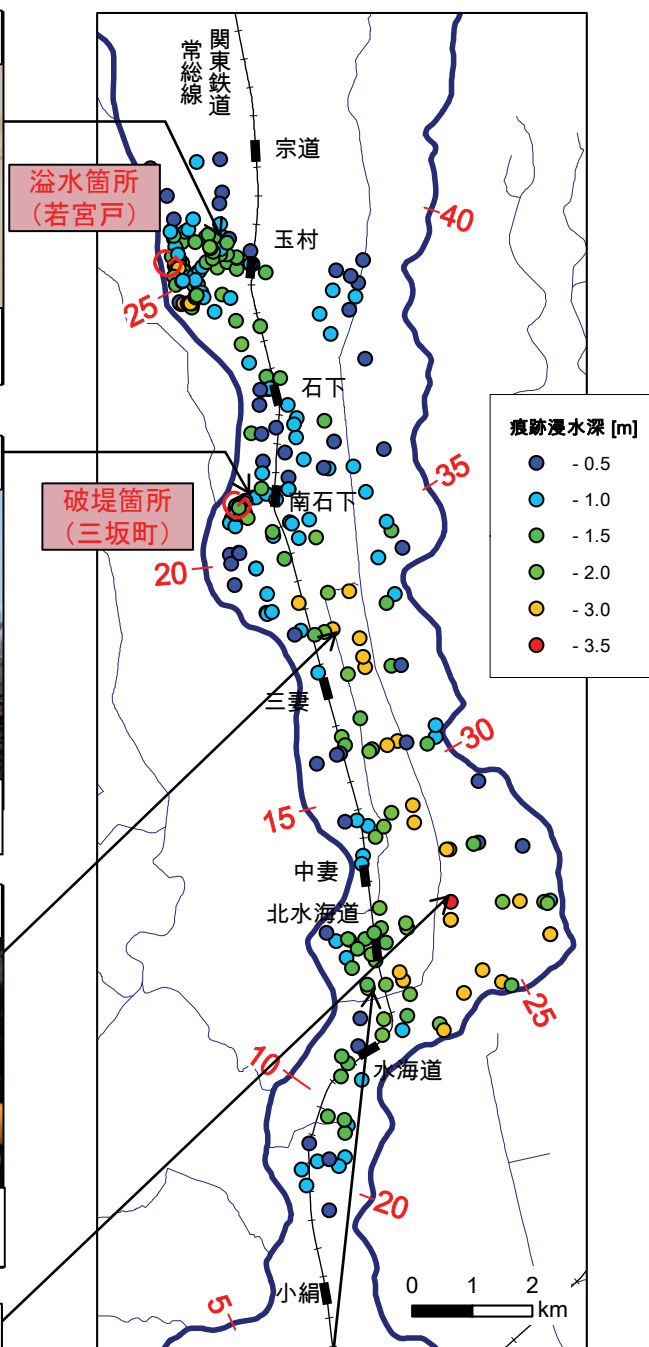 関東鉄道
常総線
宗道
溢水箇所
（若宮戸）
40
玉村
25
石下
痕跡浸水深 [m]
- 0.5
- 1.0
- 1.5
- 2.0
- 3.0
- 3.5
35
破堤箇所
（三坂町）
南石下
20
三妻
30
15
中妻
北水海道
25
10
水海道
20
小絹
5
0 1 2
km